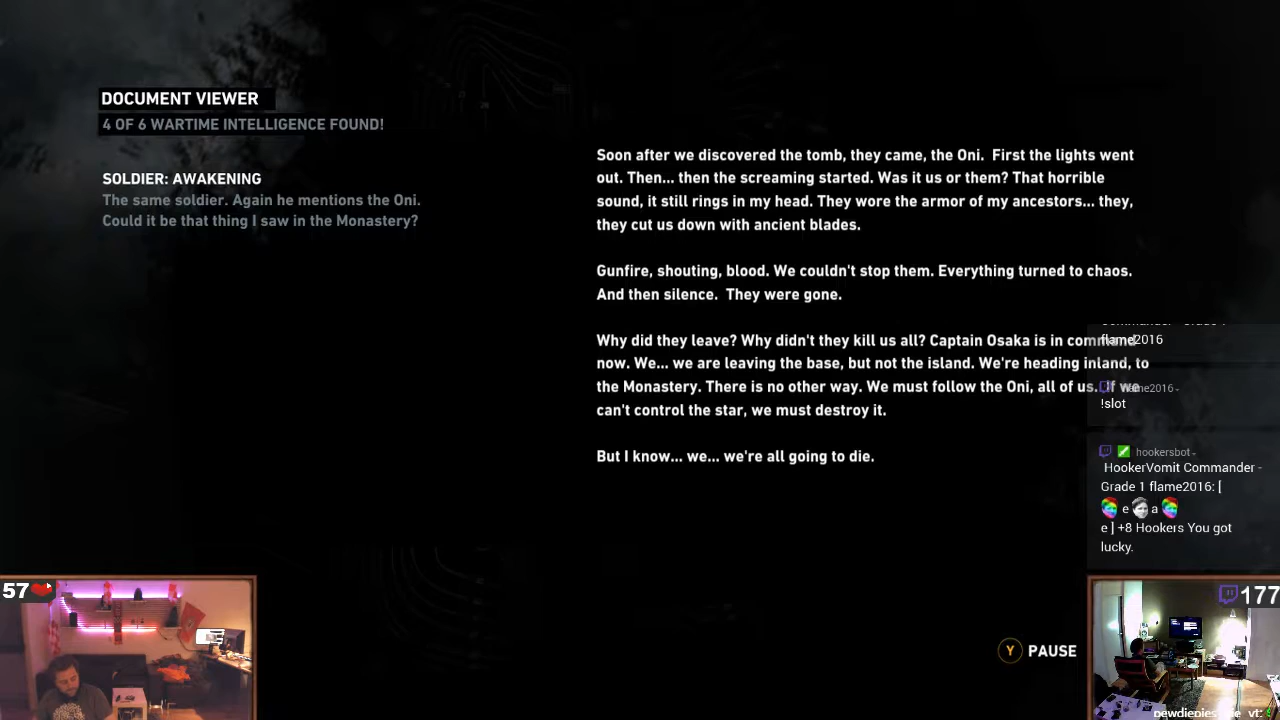 DOCUMENT VIEWER
4 OF 6 WARTIME INTELLIGENCE FOUND!
SOLDIER: AWAKENING
The same soldier. Again he mentions the Oni.
Could it be that thing I saw in the Monastery?
Soon after we discovered the tomb, they came, the Oni. First the lights went
out. Then... then the screaming started. Was it us or them? That horrible
sound, it still rings in my head. They wore the armor of my ancestors... they,
they cut us down with ancient blades.
Gunfire, shouting, blood. We couldn't stop them. Everything turned to chaos.
And then silence. They were gone.
Why did they leave? Why didn't they kill us all? Captain Osaka is in command
now. We... we are leaving the base, but not the island. We're heading inland, to
the Monastery. There is no other way. We must follow the Oni, all of us. If we
can't control the star, we must destroy it.
But I know... we... we're all going to die.
flame2016
flame2016 -
!slot
hookersbot -
HookerVomit Commander -
Grade 1 flame2016: [
e a
e ] +8 Hookers You got
lucky.
57
177
Y PAUSE